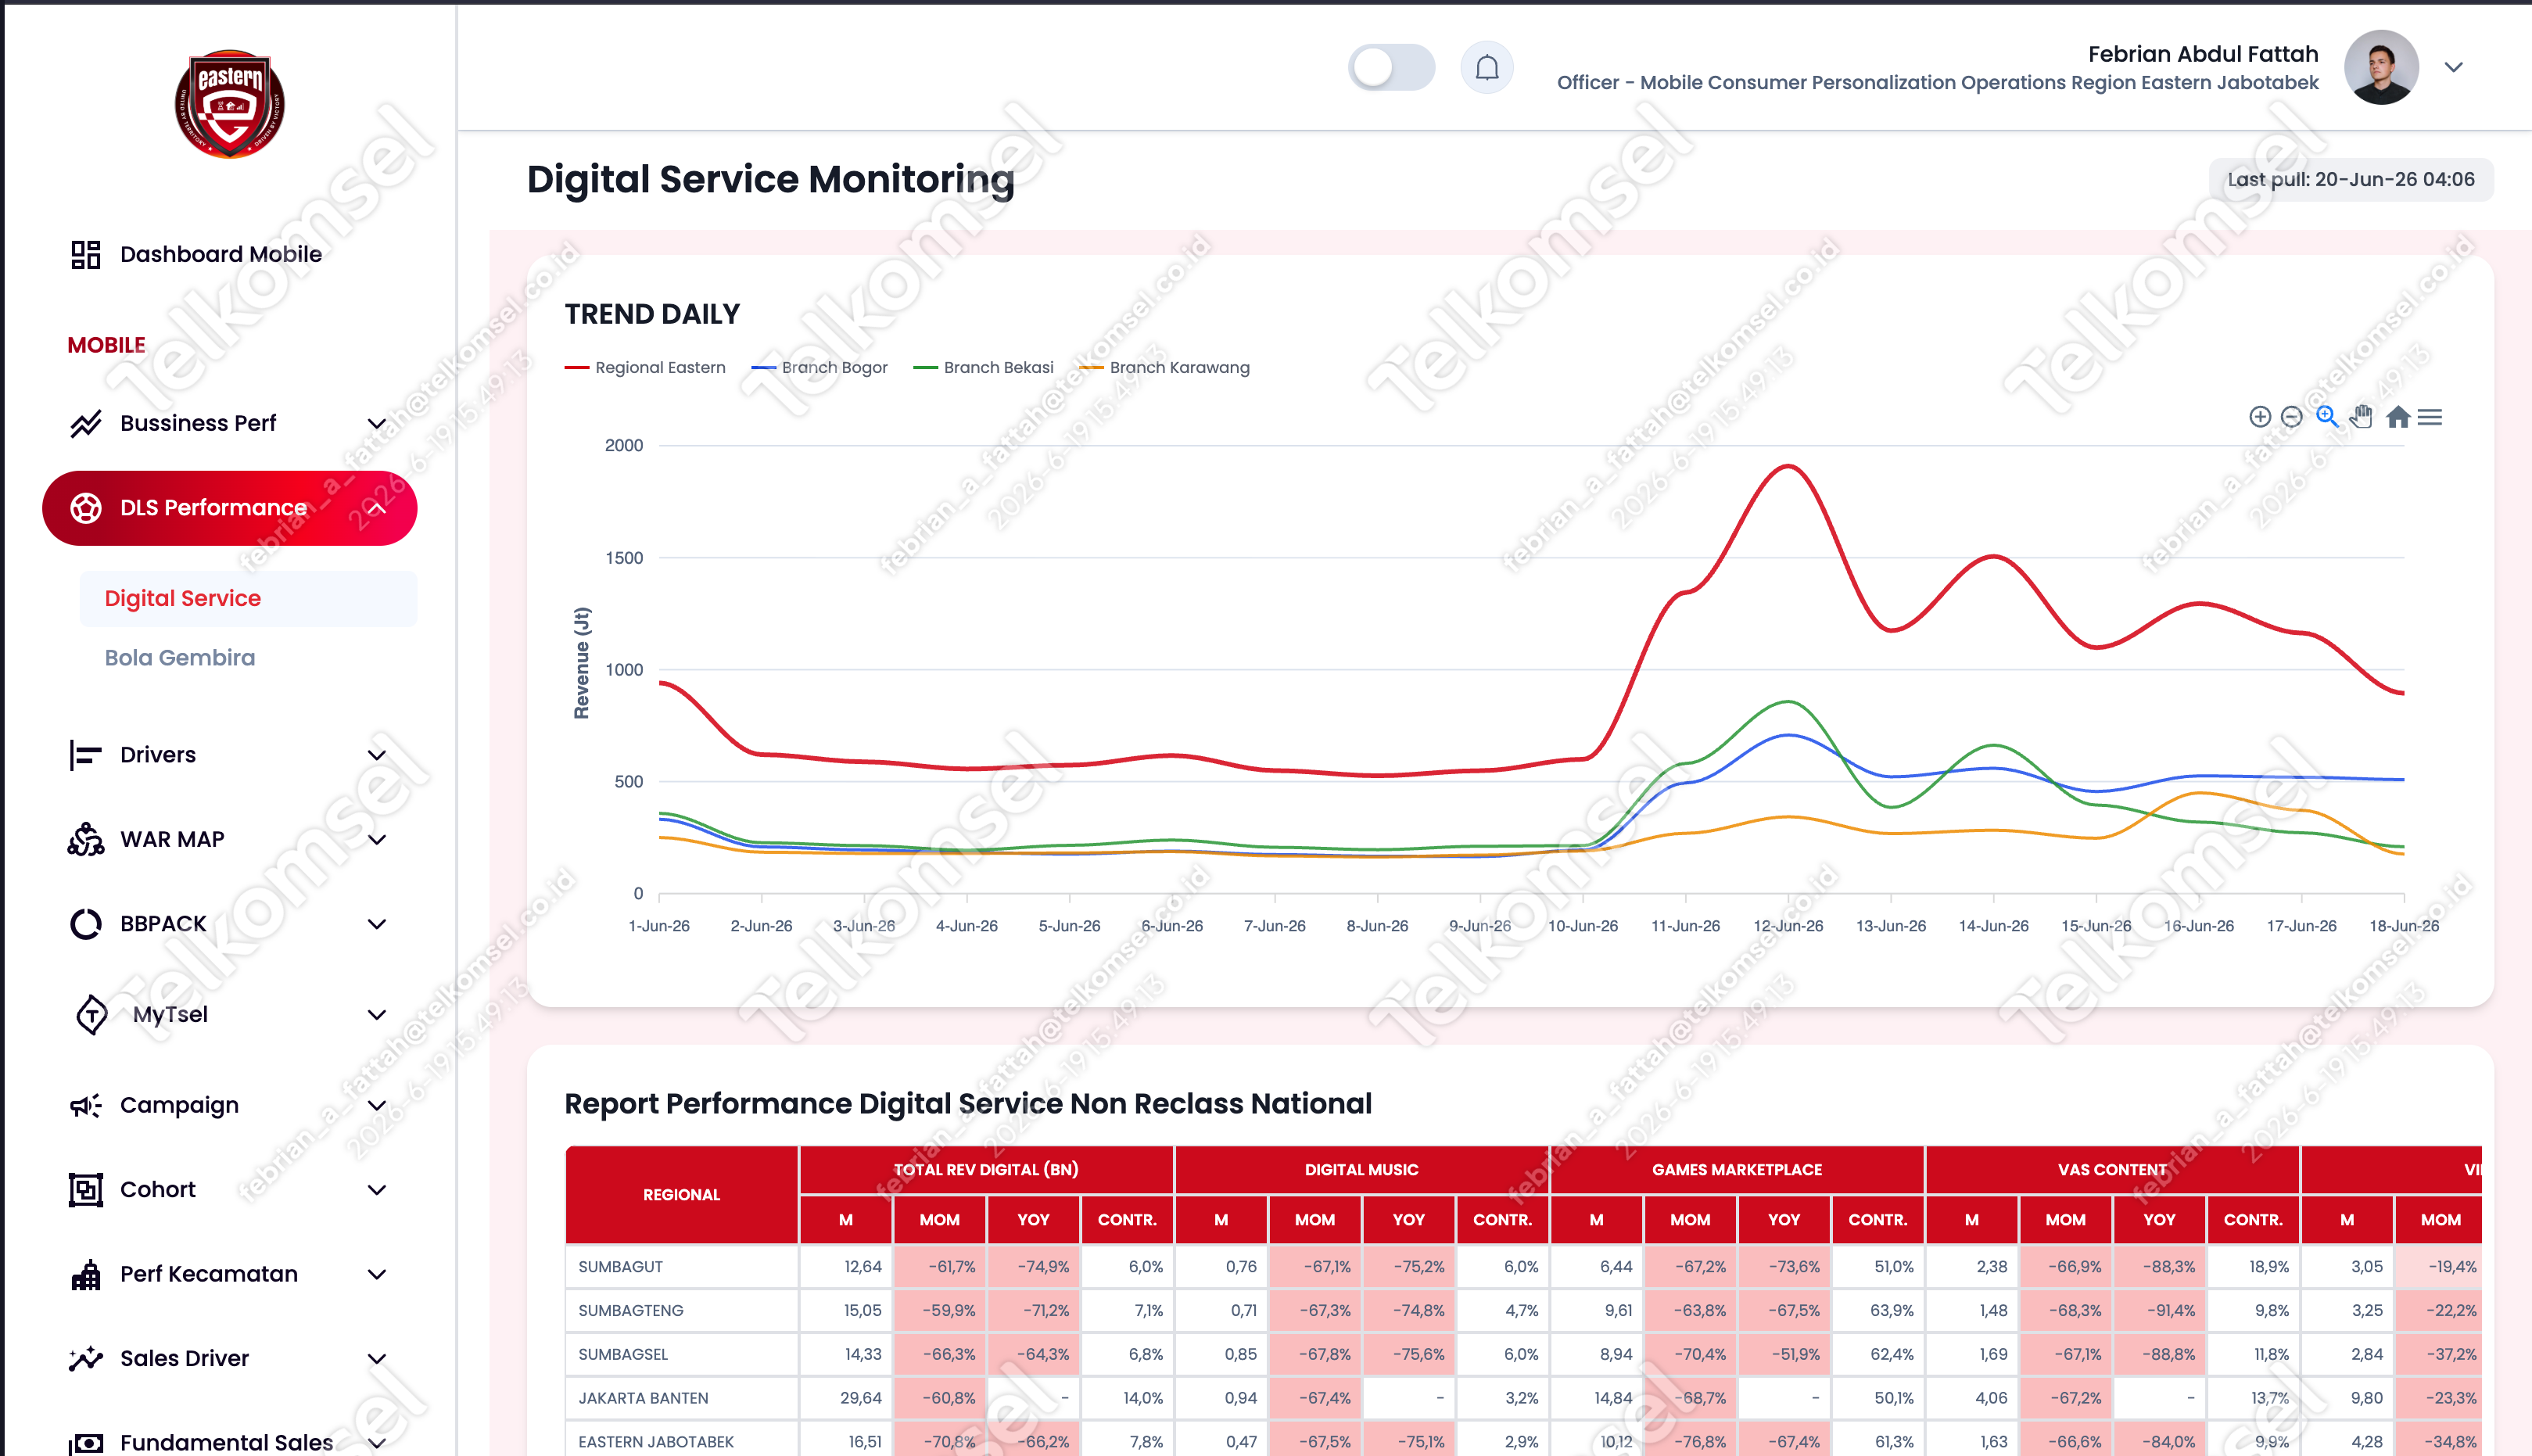 eastern
Febrian Abdul Fattah
Officer - Mobile Consumer Personalization Operations Region Eastern Jabotabek
Digital Service Monitoring
Last pull: 20-Jun-26 04:06
Dashboard Mobile
MOBILE
Bussiness Perf
DLS Performance
Digital Service
Bola Gembira
Drivers
WAR MAP
BBPACK
MyTsel
Campaign
Cohort
Perf Kecamatan
Sales Driver
Fundamental Sales
TREND DAILY
Regional Eastern Branch Bogor Branch Bekasi Branch Karawang
Revenue (Jt)
2000
1500
1000
500
0
1-Jun-26 2-Jun-26 3-Jun-26 4-Jun-26 5-Jun-26 6-Jun-26 7-Jun-26 8-Jun-26 9-Jun-26 10-Jun-26 11-Jun-26 12-Jun-26 13-Jun-26 14-Jun-26 15-Jun-26 16-Jun-26 17-Jun-26 18-Jun-26
Report Performance Digital Service Non Reclass National
REGIONAL TOTAL REV DIGITAL (BN) DIGITAL MUSIC GAMES MARKETPLACE VAS CONTENT
M MOM YOY CONTR. M MOM YOY CONTR. M MOM YOY CONTR. M MOM YOY CONTR. M MOM
SUMBAGUT 12,64 -61,7% -74,9% 6,0% 0,76 -67,1% -75,2% 6,0% 6,44 -67,2% -73,6% 51,0% 2,38 -66,9% -88,3% 18,9% 3,05 -19,4%
SUMBAGTENG 15,05 -59,9% -71,2% 7,1% 0,71 -67,3% -74,8% 4,7% 9,61 -63,8% -67,5% 63,9% 1,48 -68,3% -91,4% 9,8% 3,25 -22,2%
SUMBAGSEL 14,33 -66,3% -64,3% 6,8% 0,85 -67,8% -75,6% 6,0% 8,94 -70,4% -51,9% 62,4% 1,69 -67,1% -88,8% 11,8% 2,84 -37,2%
JAKARTA BANTEN 29,64 -60,8% - 14,0% 0,94 -67,4% - 3,2% 14,84 -68,7% - 50,1% 4,06 -67,2% - 13,7% 9,80 -23,3%
EASTERN JABOTABEK 16,51 -70,8% -66,2% 7,8% 0,47 -67,5% -75,1% 2,9% 10,12 -76,8% -67,4% 61,3% 1,63 -66,6% -84,0% 9,9% 4,28 -34,8%
Telkomsel
febrian_a_fattah@telkomsel.co.id
2026-6-19 15:49:13